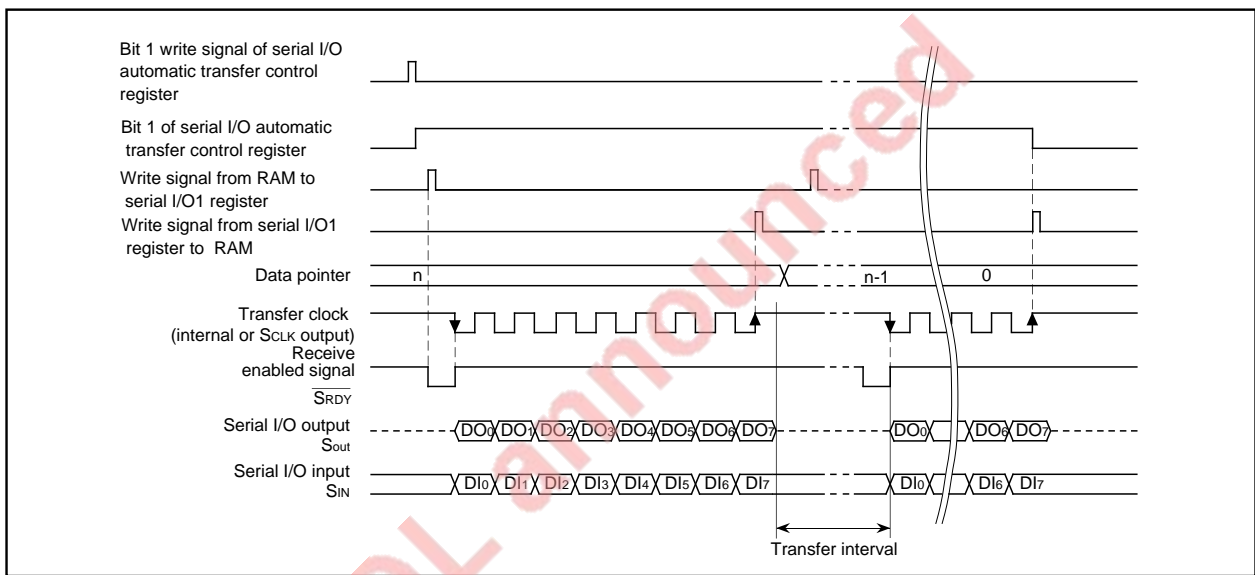 Bit 1 write signal of serial I/O
automatic transfer control
register
Bit 1 of serial I/O automatic
transfer control register
Write signal from RAM to
serial I/O1 register
Write signal from serial I/O1
register to RAM
Data pointer
n
n-1
0
Transfer clock
(internal or SCLK output)
Receive
enabled signal
SRDY
Serial I/O output
Sout
DO0 DO1 DO2 DO3 DO4 DO5 DO6 DO7
DO0 DO6 DO7
Serial I/O input
SIN
DI0 DI1 DI2 DI3 DI4 DI5 DI6 DI7
DI0 DI6 DI7
Transfer interval
OL announced